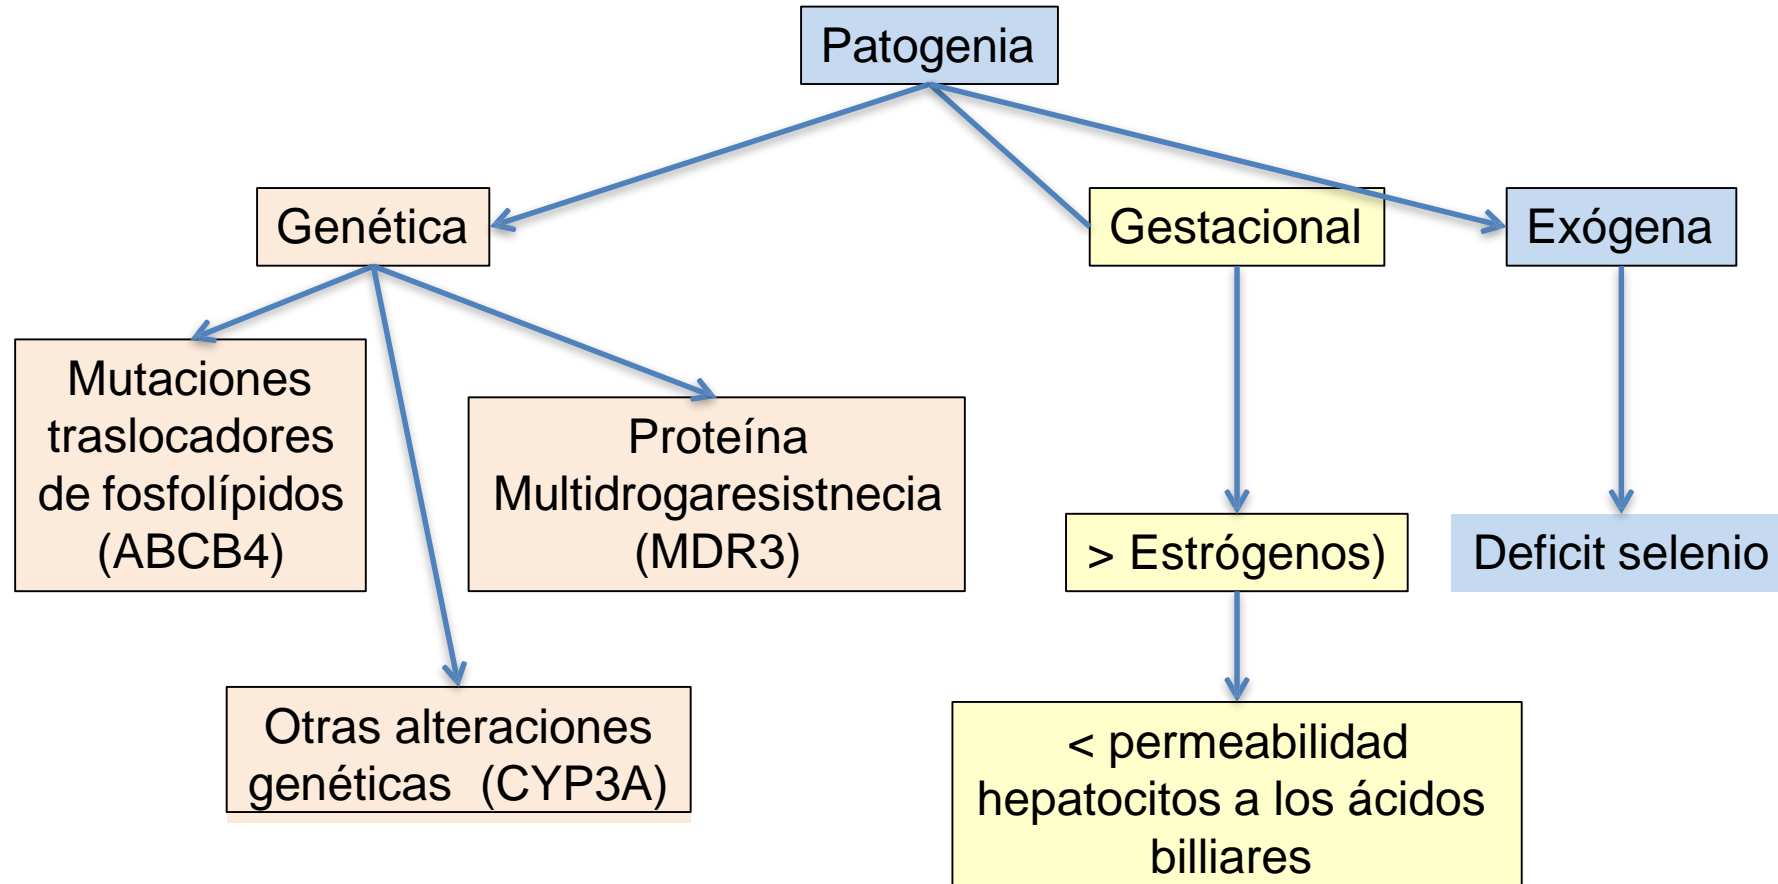 Patogenia
Genética
Gestacional
Exógena
Mutaciones
traslocadores
de fosfolípidos
(ABCB4)
Proteína
Multidrogaresistnecia
(MDR3)
> Estrógenos)
Deficit selenio
Otras alteraciones
genéticas (CYP3A)
< permeabilidad
hepatocitos a los ácidos
billiares